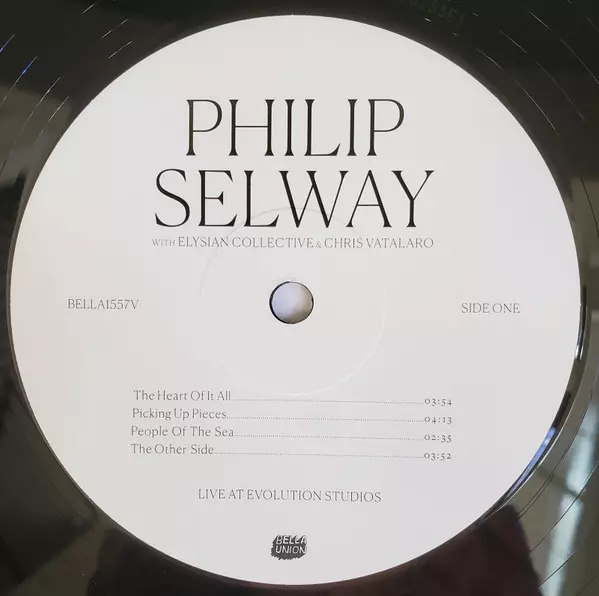 PHILIP
SELWAY
WITH ELYSIAN COLLECTIVE & CHRIS VATALARO
BELLA1557V
SIDE ONE
The Heart Of It All 03:54
Picking Up Pieces 04:13
People Of The Sea 02:35
The Other Side 03:52
LIVE AT EVOLUTION STUDIOS
BELLA
UNION